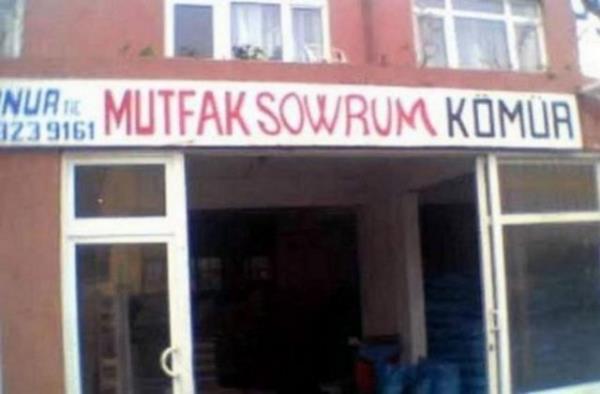 NUR TİC MUTFAK SOWRUM KÖMÜR
323 9161